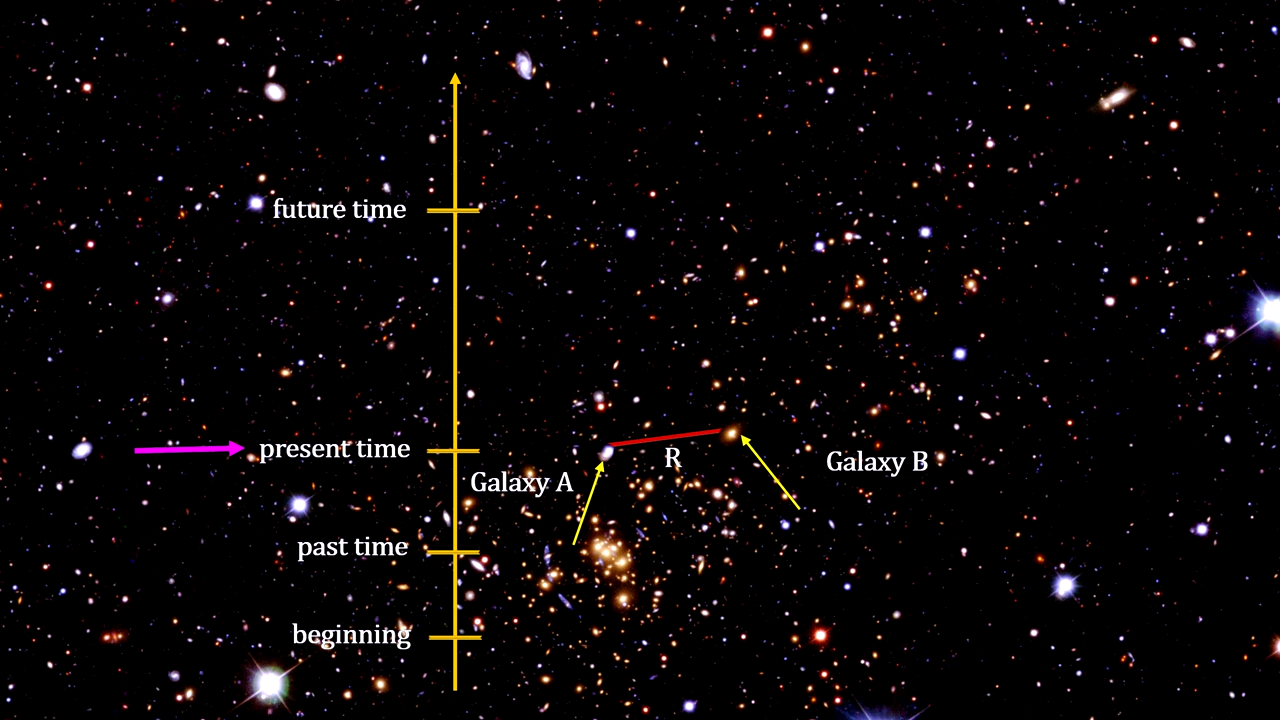 future time
present time
R
Galaxy B
Galaxy A
past time
beginning